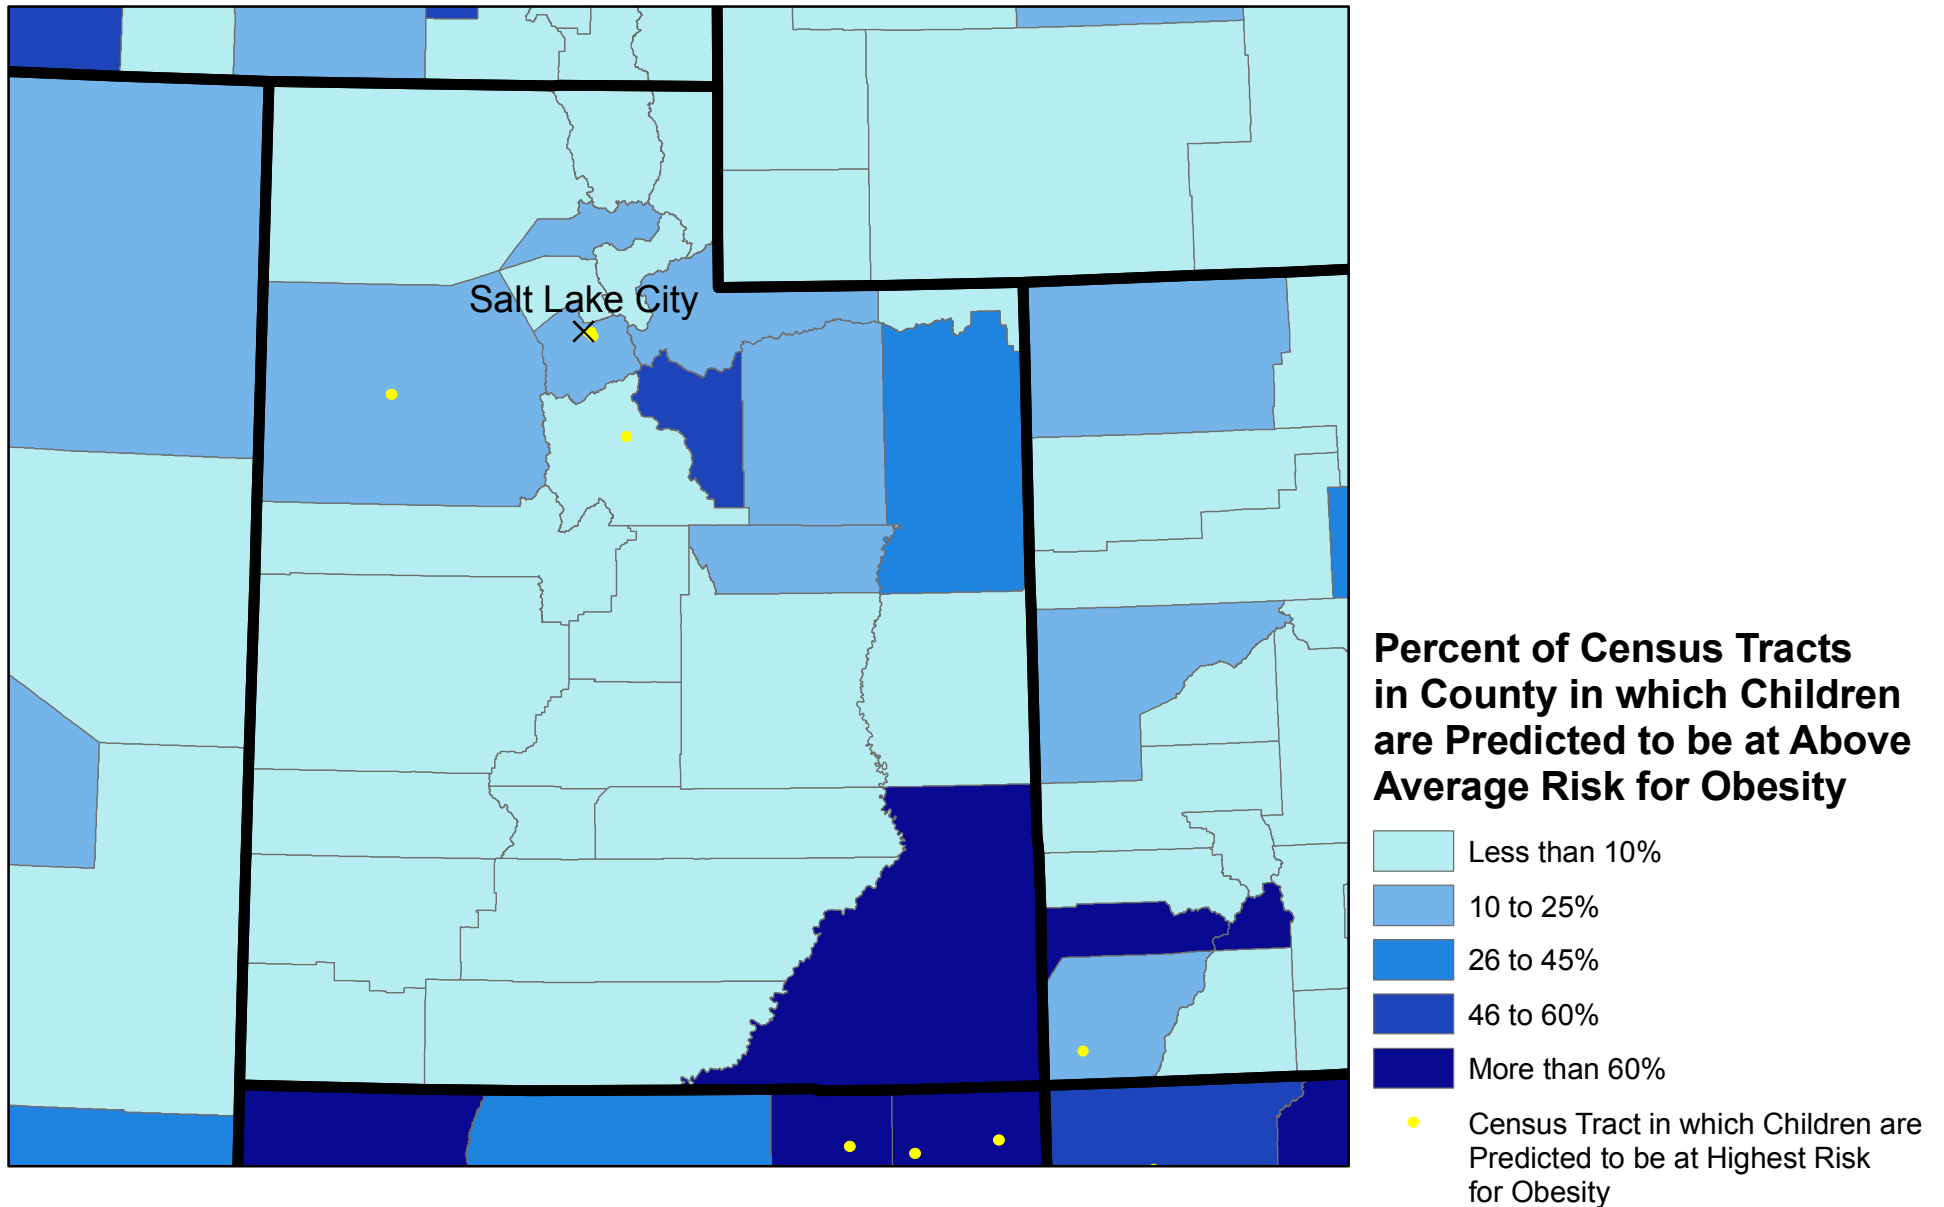 Salt Lake City
Percent of Census Tracts
in County in which Children
are Predicted to be at Above
Average Risk for Obesity
Less than 10%
10 to 25%
26 to 45%
46 to 60%
More than 60%
Census Tract in which Children are
Predicted to be at Highest Risk
for Obesity